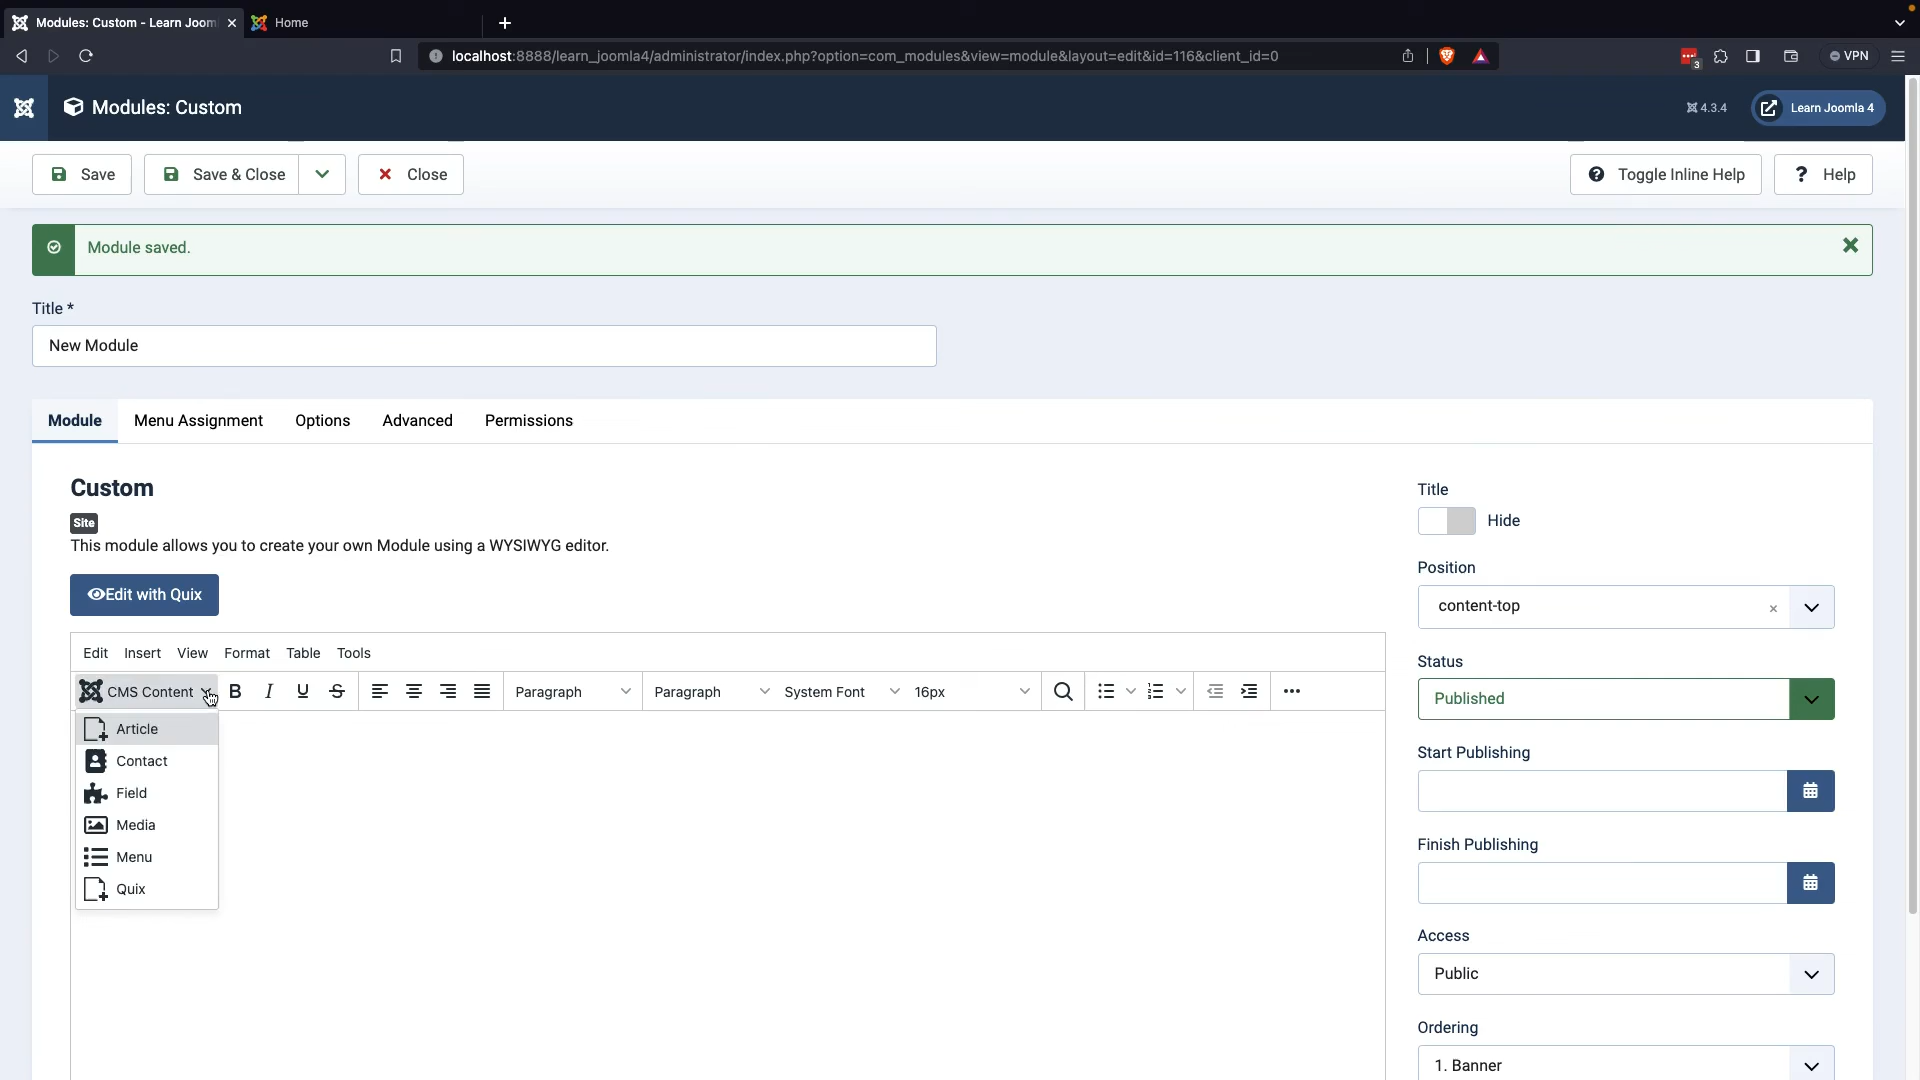 Modules: Custom - Learn Joom
Home
localhost:8888/learn_joomla4/administrator/index.php?option=com_modules&view=module&layout=edit&id=116&client_id=0
3
VPN
Modules: Custom
4.3.4
Learn Joomla 4
Save
Save & Close
Close
Toggle Inline Help
? Help
Module saved.
Title *
New Module
Module
Menu Assignment
Options
Advanced
Permissions
Custom
Site
This module allows you to create your own Module using a WYSIWYG editor.
Edit with Quix
Edit Insert View Format Table Tools
CMS Content B I U S Paragraph Paragraph System Font 16px
Article
Contact
Field
Media
Menu
Quix
Title
Hide
Position
content-top
Status
Published
Start Publishing
Finish Publishing
Access
Public
Ordering
1. Banner